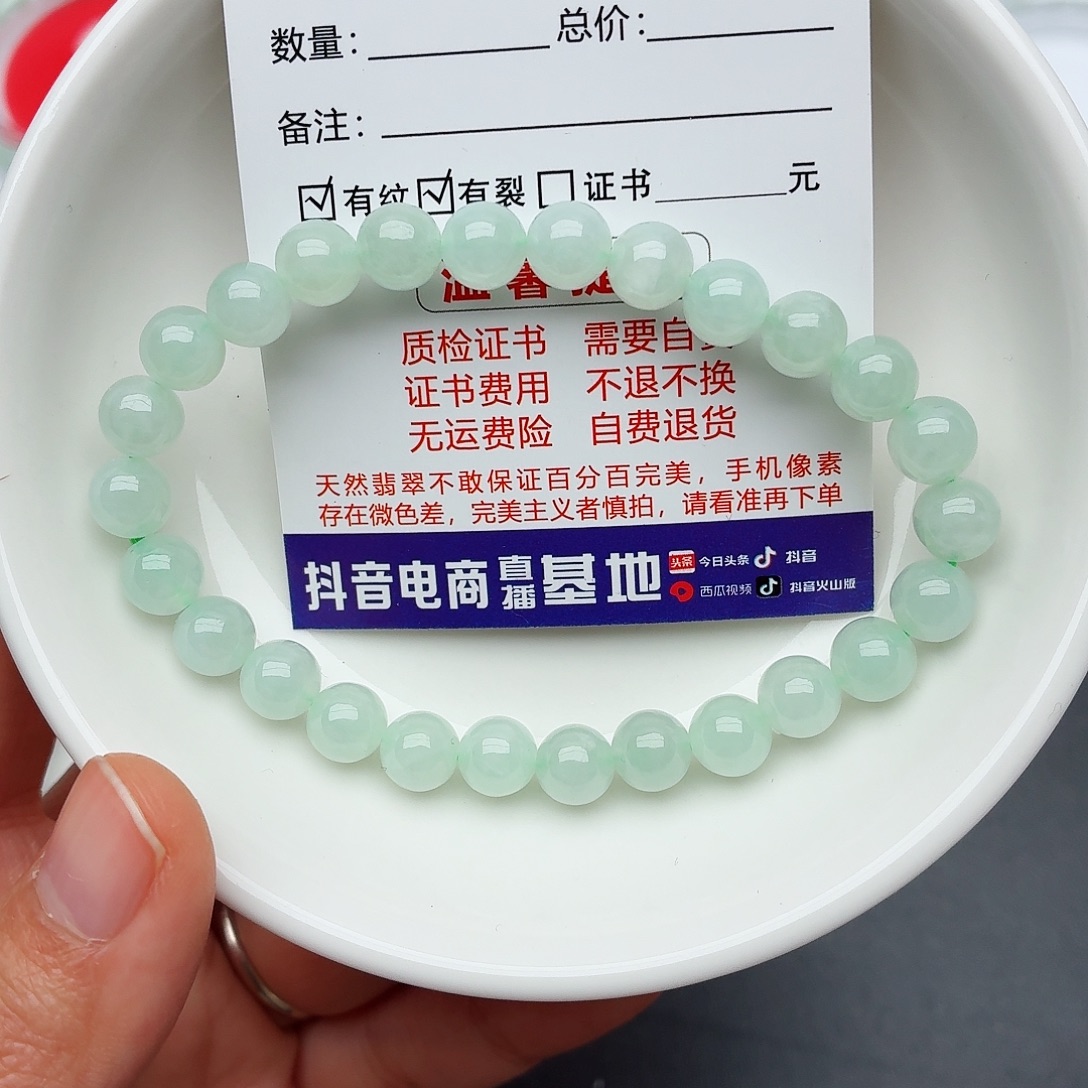 数量： 总价：
备注：
有纹 有裂 证书 元
温馨提
质检证书 需要自
证书费用 不退不换
无运费险 自费退货
天然翡翠不敢保证百分百完美，手机像素
存在微色差，完美主义者慎拍，请看准再下单
抖音电商 直播 基地 头条 今日头条 抖音
西瓜视频 抖音火山版